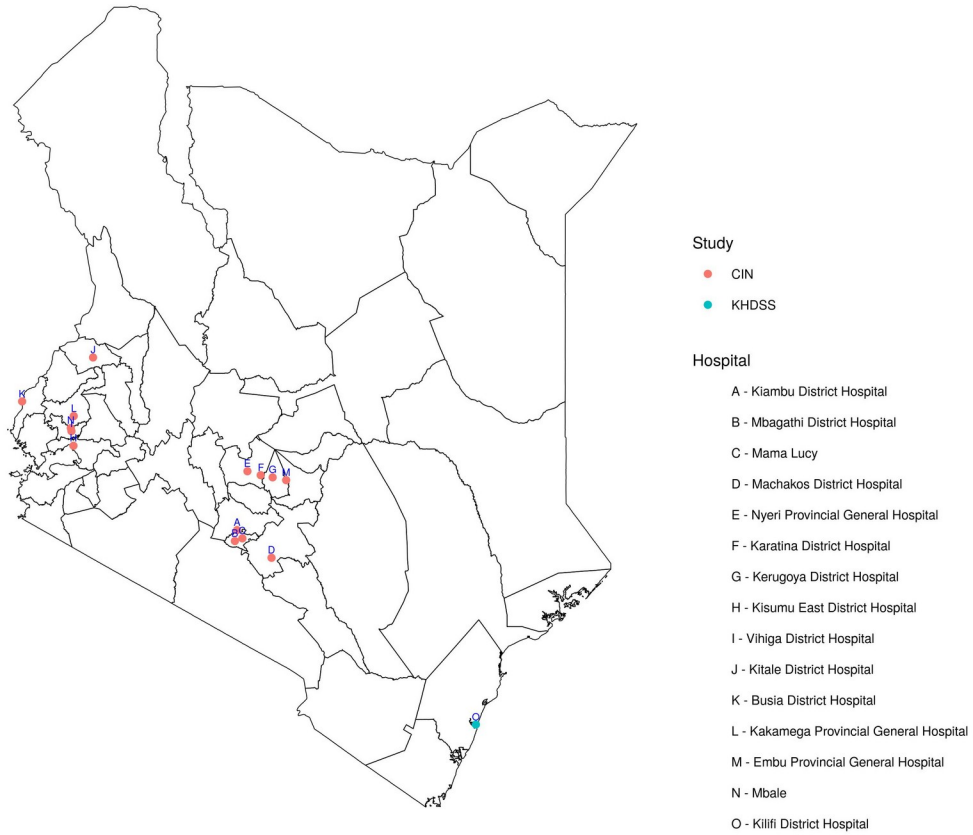 J
K
L
N
E
F
G
M
A
B
C
D
O
Study
CIN
KHDSS
Hospital
A - Kiambu District Hospital
B - Mbagathi District Hospital
C - Mama Lucy
D - Machakos District Hospital
E - Nyeri Provincial General Hospital
F - Karatina District Hospital
G - Kerugoya District Hospital
H - Kisumu East District Hospital
I - Vihiga District Hospital
J - Kitale District Hospital
K - Busia District Hospital
L - Kakamega Provincial General Hospital
M - Embu Provincial General Hospital
N - Mbale
O - Kilifi District Hospital